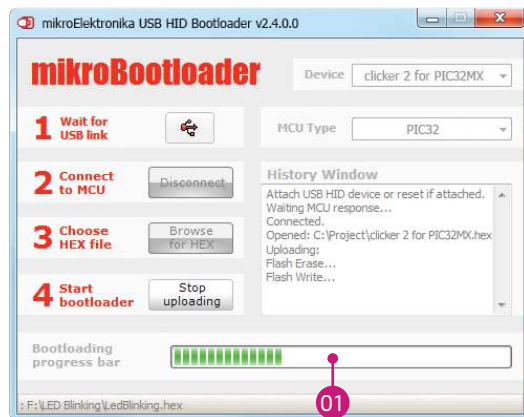 mikroElektronika USB HID Bootloader v2.4.0.0
mikroBootloader
Device
clicker 2 for PIC32MX
1 Wait for
USB link
MCU Type
PIC32
2 Connect
to MCU
Disconnect
History Window
Attach USB HID device or reset if attached.
Waiting MCU response...
Connected.
Opened: C:\Project\clicker 2 for PIC32MX.hex
Uploading:
Flash Erase...
Flash Write...
3 Choose
HEX file
Browse
for HEX
4 Start
bootloader
Stop
uploading
Bootloading
progress bar
01
: F:\LED Blinking\LedBlinking.hex